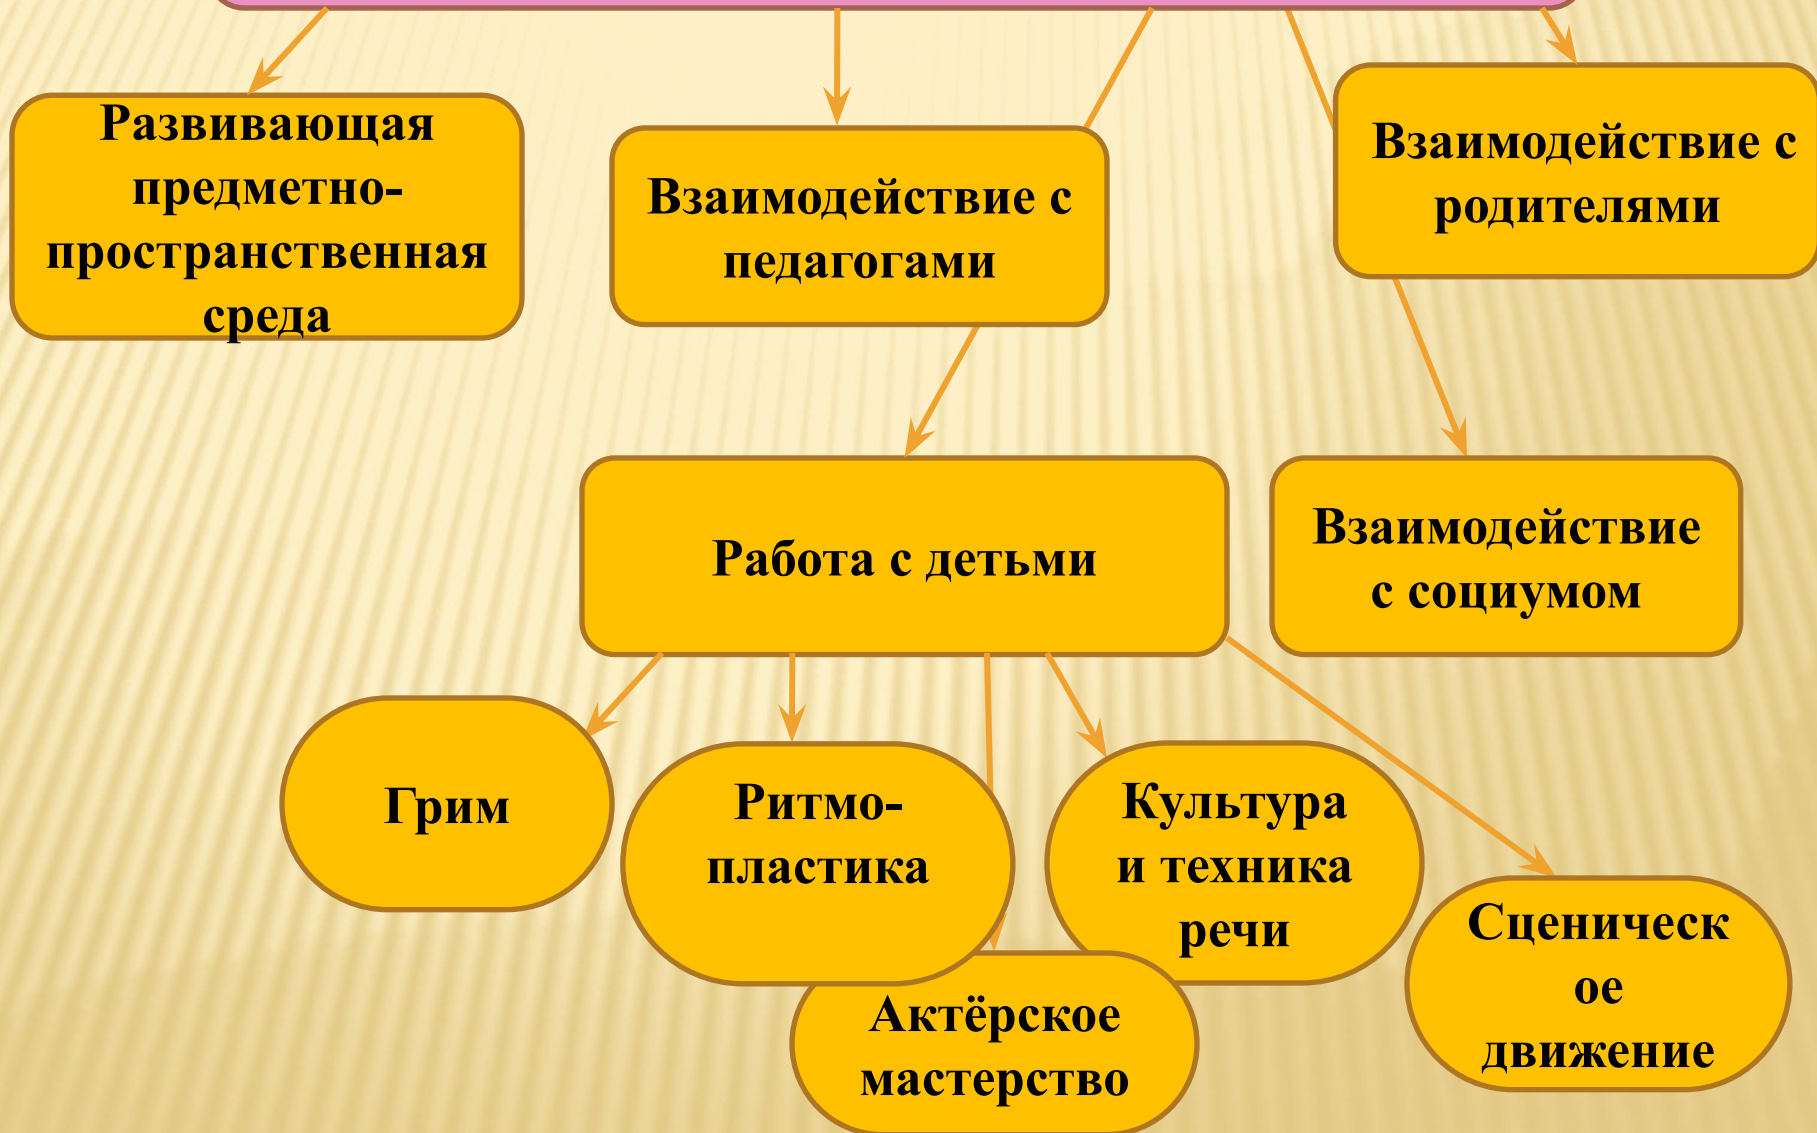 Развивающая
предметно-
пространственная
среда
Взаимодействие с
педагогами
Взаимодействие с
родителями
Работа с детьми
Взаимодействие
с социумом
Грим
Ритмо-
пластика
Культура
и техника
речи
Сценическ
ое
движение
Актёрское
мастерство